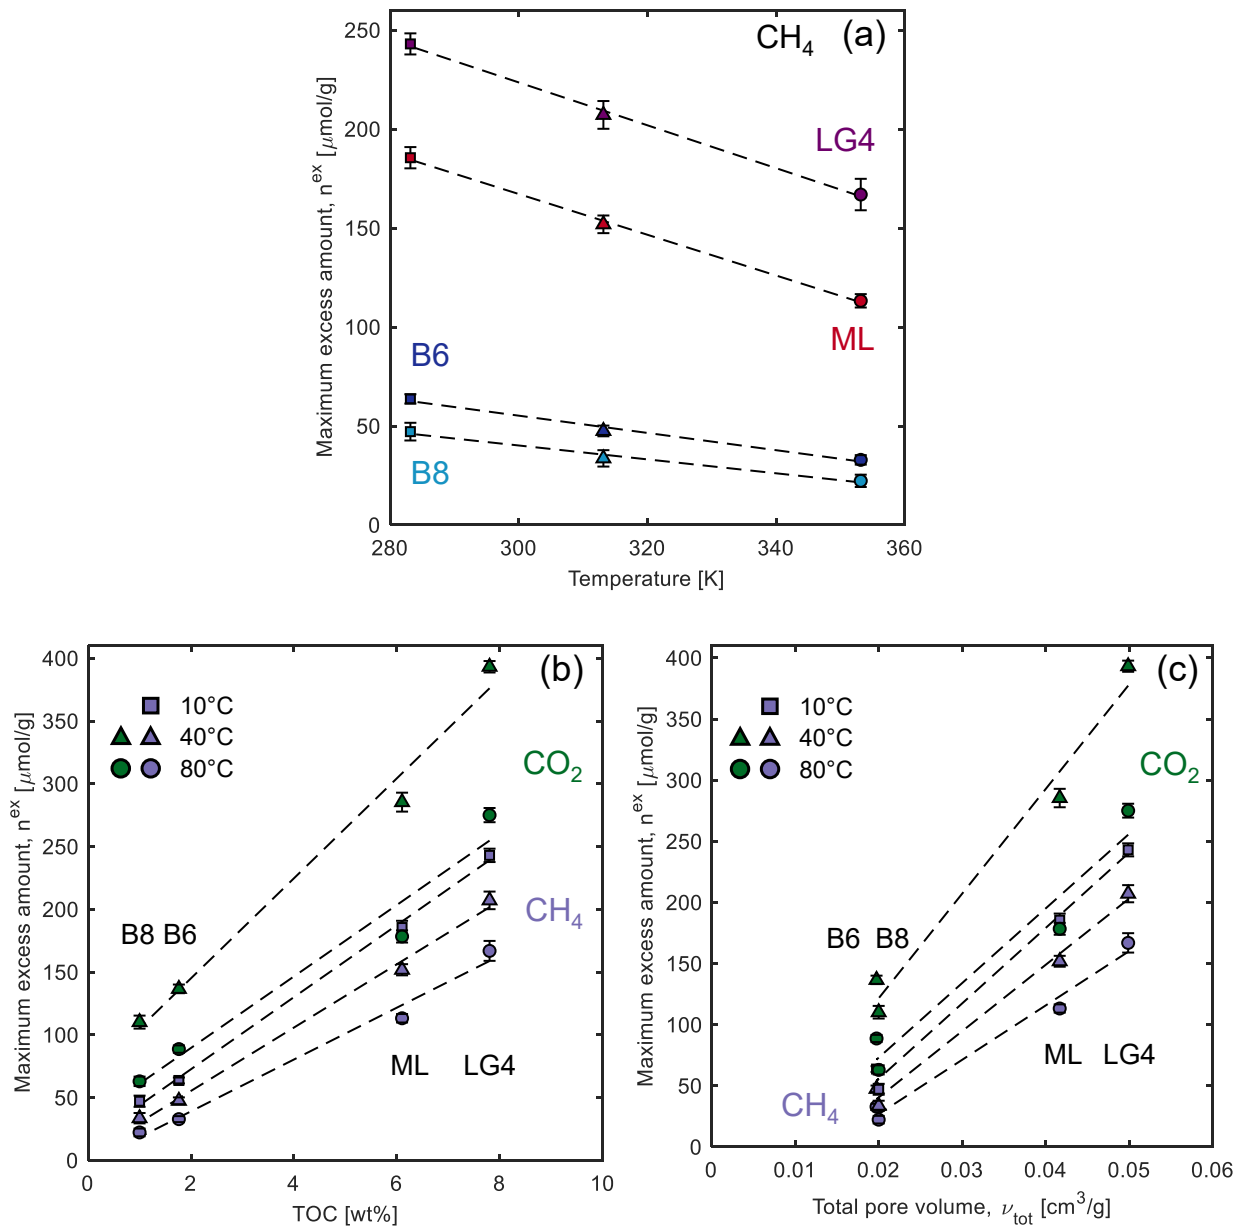 CH₄ (a)
Maximum excess amount, nᵉˣ [μmol/g]
250
200
150
100
50
0
LG4
ML
B6
B8
280 300 320 340 360
Temperature [K]
(b)
Maximum excess amount, nᵉˣ [μmol/g]
400
350
300
250
200
150
100
50
0
10°C
40°C
80°C
CO₂
CH₄
B8 B6
ML LG4
0 2 4 6 8 10
TOC [wt%]
(c)
Maximum excess amount, nᵉˣ [μmol/g]
400
350
300
250
200
150
100
50
0
10°C
40°C
80°C
CO₂
B6 B8
ML LG4
CH₄
0 0.01 0.02 0.03 0.04 0.05 0.06
Total pore volume, ν_tot [cm³/g]